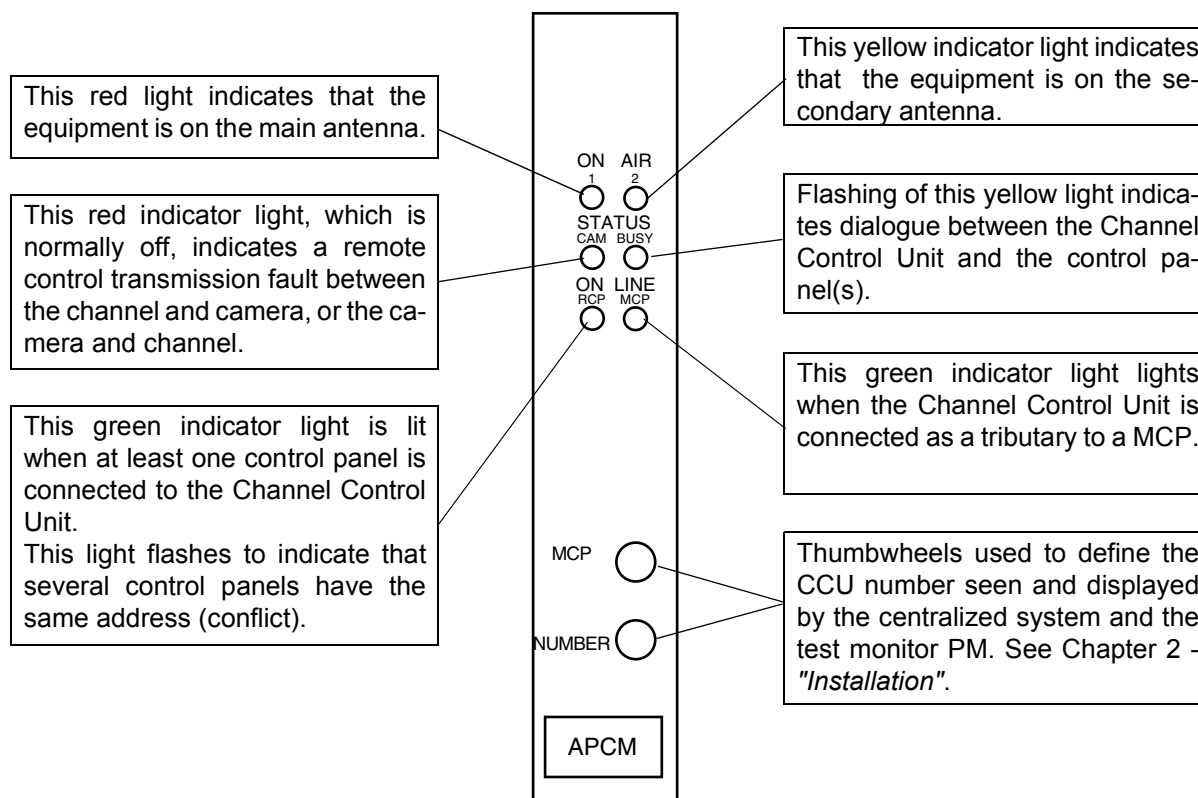 This red light indicates that the
equipment is on the main antenna.
This red indicator light, which is
normally off, indicates a remote
control transmission fault between
the channel and camera, or the ca-
mera and channel.
This green indicator light is lit
when at least one control panel is
connected to the Channel Control
Unit.
This light flashes to indicate that
several control panels have the
same address (conflict).
ON AIR
1 2
STATUS
CAM BUSY
ON LINE
RCP MCP
MCP
NUMBER
APCM
This yellow indicator light indicates
that the equipment is on the se-
condary antenna.
Flashing of this yellow light indica-
tes dialogue between the Channel
Control Unit and the control pa-
nel(s).
This green indicator light lights
when the Channel Control Unit is
connected as a tributary to a MCP.
Thumbwheels used to define the
CCU number seen and displayed
by the centralized system and the
test monitor PM. See Chapter 2 -
"Installation".